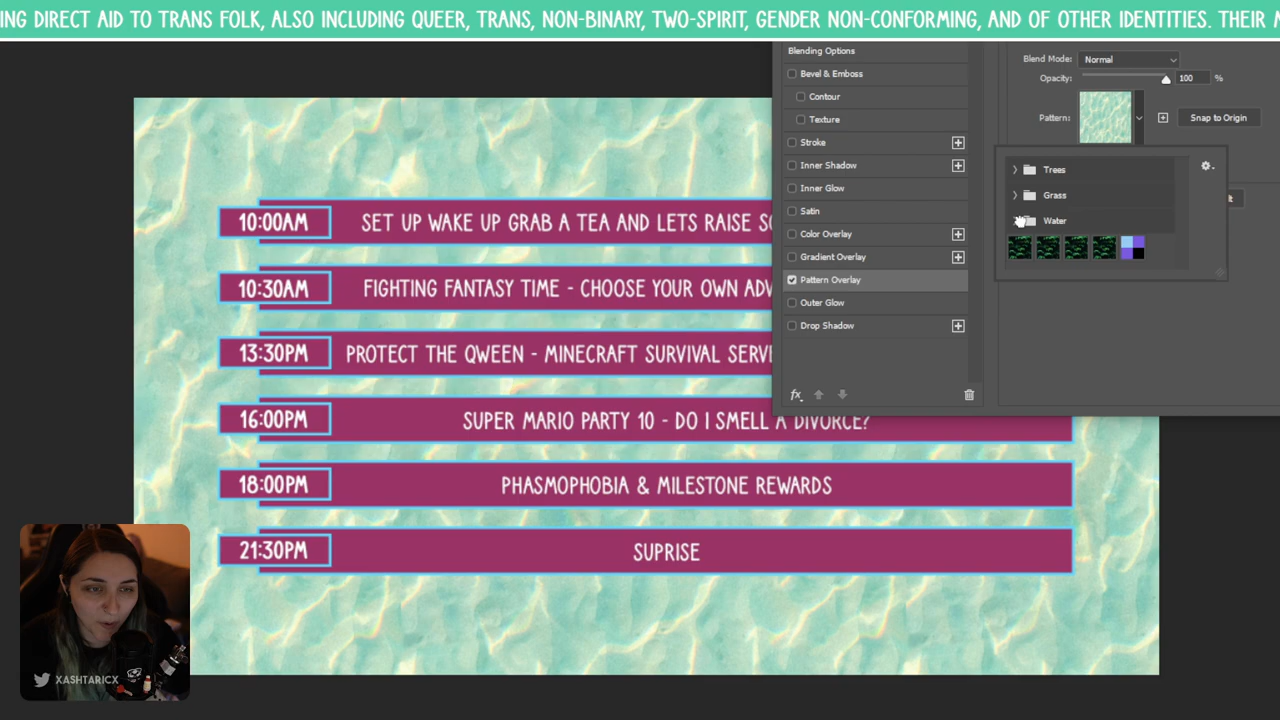 ING DIRECT AID TO TRANS FOLK, ALSO INCLUDING QUEER, TRANS, NON-BINARY, TWO-SPIRIT, GENDER NON-CONFORMING, AND OF OTHER IDENTITIES. THEIR
Blending Options
Bevel & Emboss
Contour
Texture
Stroke
Inner Shadow
Inner Glow
Satin
Color Overlay
Gradient Overlay
Pattern Overlay
Outer Glow
Drop Shadow
fx
Blend Mode: Normal
Opacity: 100 %
Pattern: Snap to Origin
Trees
Grass
Water
10:00AM SET UP WAKE UP GRAB A TEA AND LETS RAISE
10:30AM FIGHTING FANTASY TIME - CHOOSE YOUR OWN ADV
13:30PM PROTECT THE QWEEN - MINECRAFT SURVIVAL SERVE
16:00PM SUPER MARIO PARTY 10 - DO I SMELL A DIVORCE?
18:00PM PHASMOPHOBIA & MILESTONE REWARDS
21:30PM SUPRISE
XASHTARICX